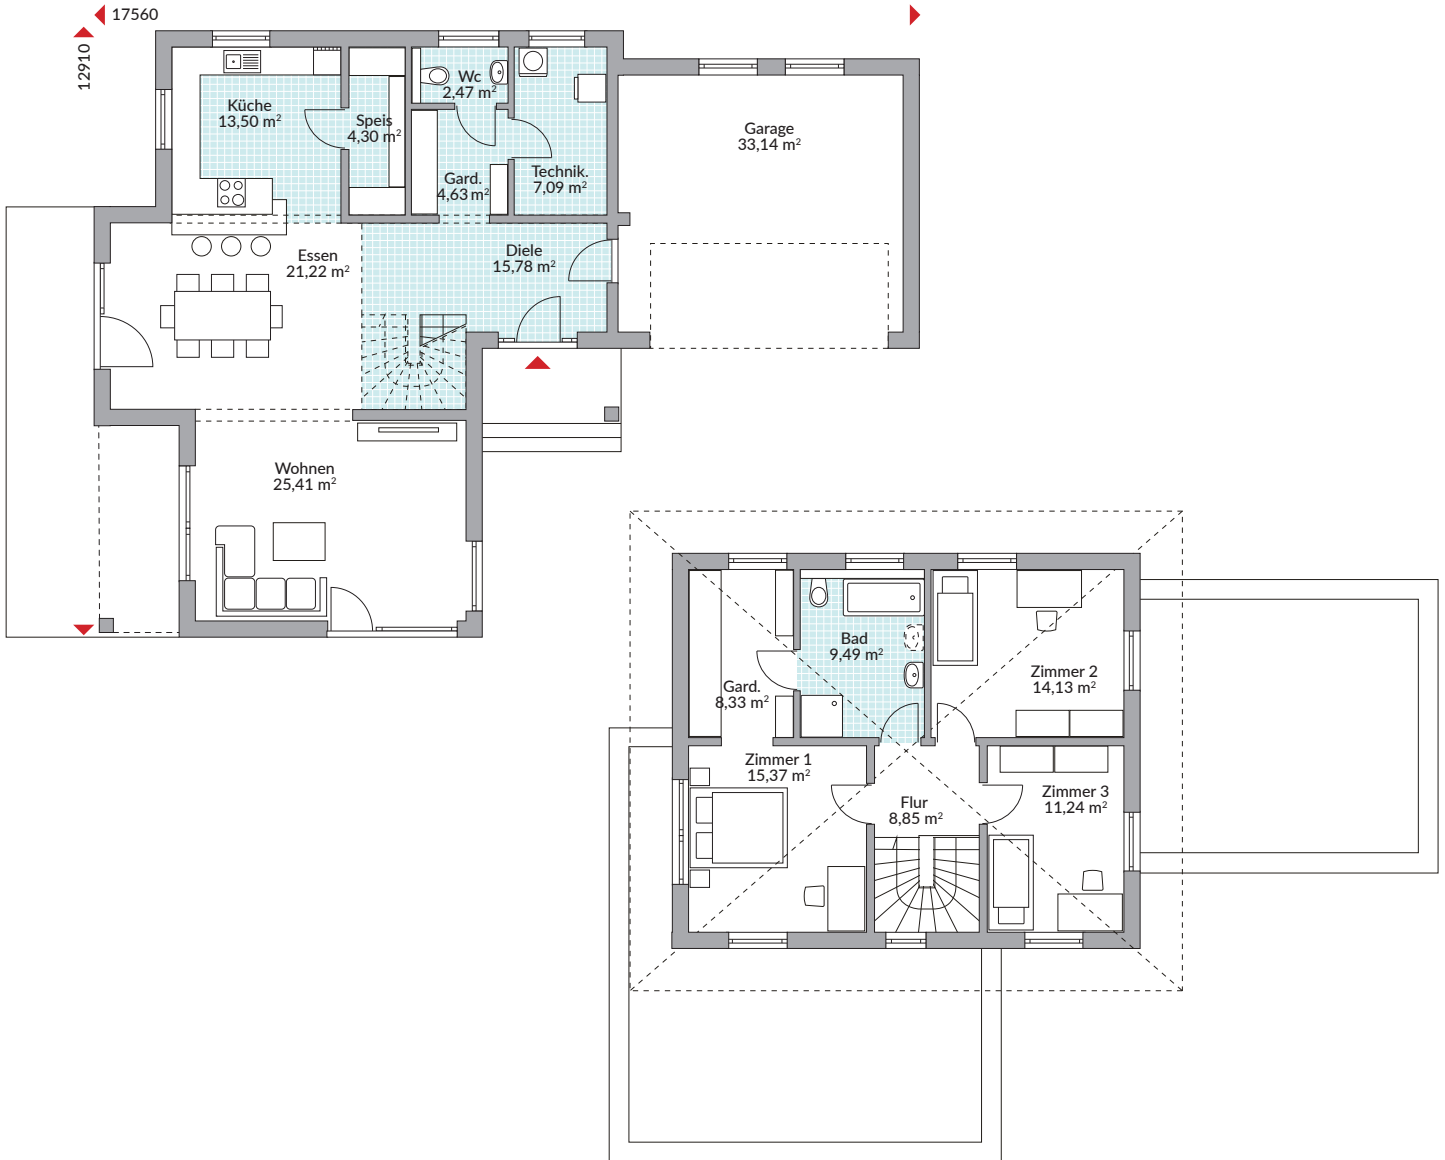 17560
12910
Küche
13,50 m²
Speis
4,30 m²
Wc
2,47 m²
Gard.
4,63 m²
Technik.
7,09 m²
Garage
33,14 m²
Essen
21,22 m²
Diele
15,78 m²
Wohnen
25,41 m²
Bad
9,49 m²
Gard.
8,33 m²
Zimmer 2
14,13 m²
Zimmer 1
15,37 m²
Flur
8,85 m²
Zimmer 3
11,24 m²